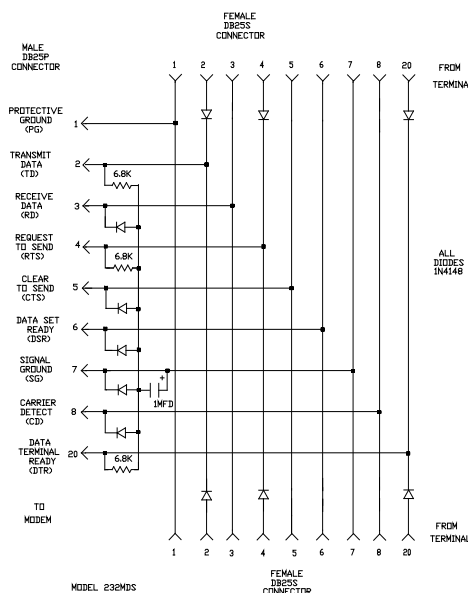 FEMALE
DB25S
CONNECTOR
MALE
DB25P
CONNECTOR
1 2 3 4 5 6 7 8 20
FROM
TERMINAL
PROTECTIVE
GROUND
(PG)
1
TRANSMIT
DATA
(TD)
2
6.8K
RECEIVE
DATA
(RD)
3
REQUEST
TO SEND
(RTS)
4
6.8K
ALL
DIODES
1N4148
CLEAR
TO SEND
(CTS)
5
DATA SET
READY
(DSR)
6
SIGNAL
GROUND
(SG)
7
+
1MFD
CARRIER
DETECT
(CD)
8
DATA
TERMINAL
READY
(DTR)
20
6.8K
TO
MODEM
FROM
TERMINAL
1 2 3 4 5 6 7 8 20
MODEL 232MDS
FEMALE
DB25S
CONNECTOR